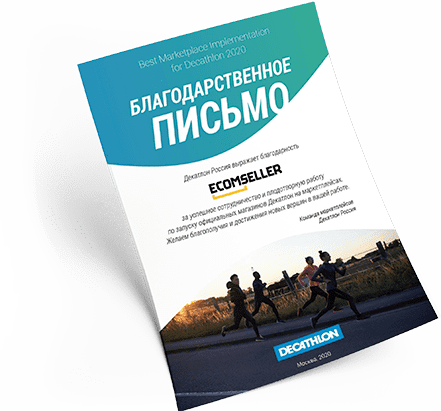 Best Marketplace Implementation
for Decathlon 2020
БЛАГОДАРСТВЕННОЕ
ПИСЬМО
Декатлон Россия выражает благодарность
ECOMSELLER
за успешное сотрудничество и плодотворную работу
по запуску официальных магазинов Декатлон на маркетплейсах.
Желаем благополучия и достижения новых вершин в вашей работе.
Команда маркетплейсов
Декатлон Россия
DECATHLON
Москва, 2020